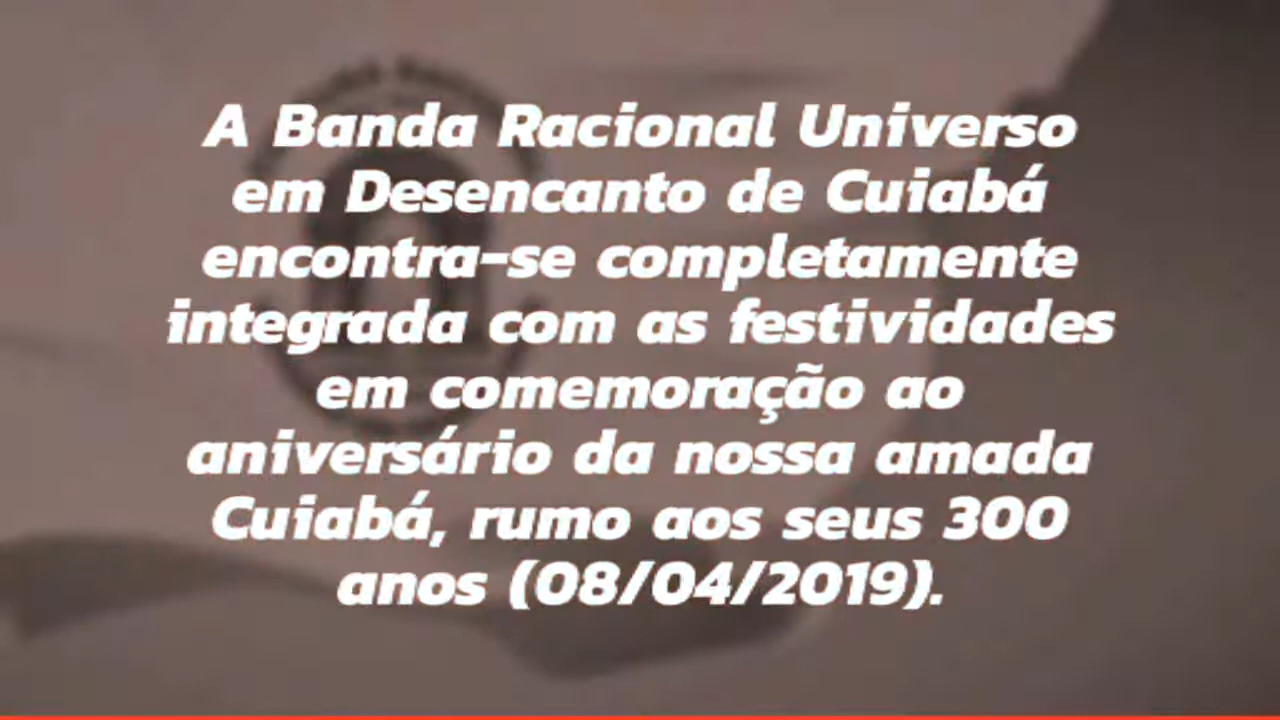 A Banda Racional Universo
em Desencanto de Cuiabá
encontra-se completamente
integrada com as festividades
em comemoração ao
aniversário da nossa amada
Cuiabá, rumo aos seus 300
anos (08/04/2019).